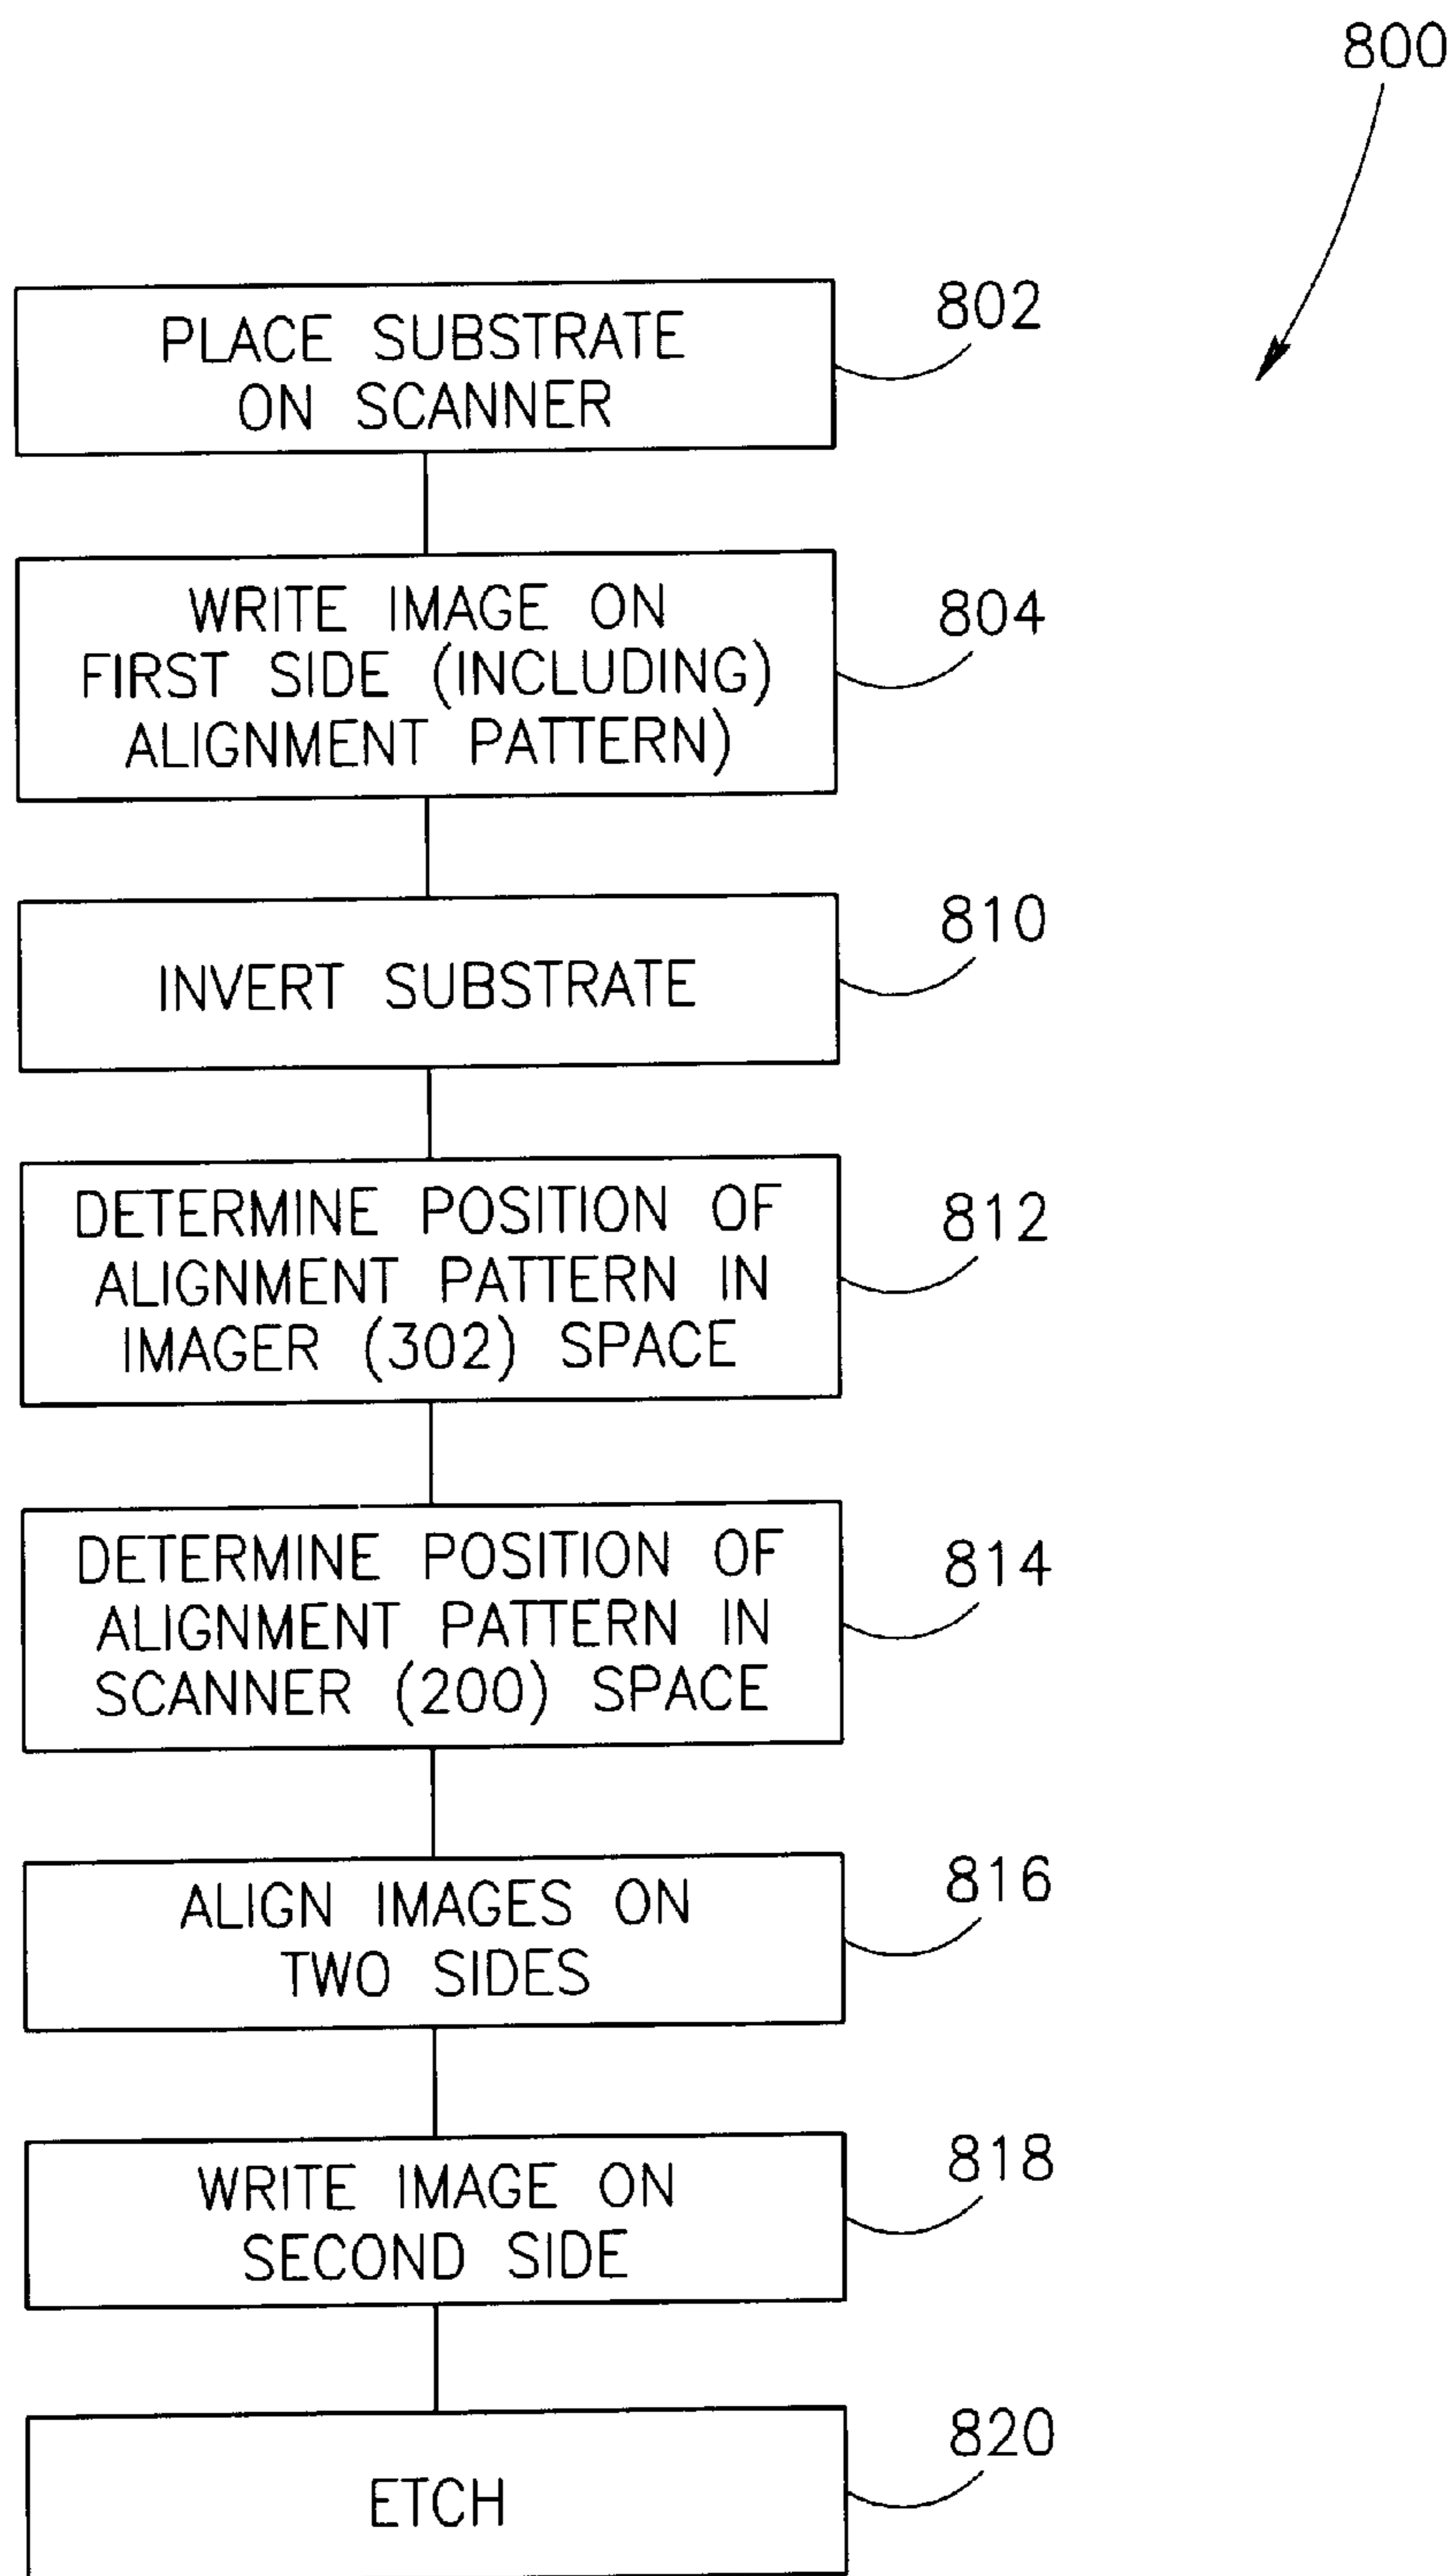 800
PLACE SUBSTRATE
ON SCANNER
802
WRITE IMAGE ON
FIRST SIDE (INCLUDING)
ALIGNMENT PATTERN)
804
INVERT SUBSTRATE
810
DETERMINE POSITION OF
ALIGNMENT PATTERN IN
IMAGER (302) SPACE
812
DETERMINE POSITION OF
ALIGNMENT PATTERN IN
SCANNER (200) SPACE
814
ALIGN IMAGES ON
TWO SIDES
816
WRITE IMAGE ON
SECOND SIDE
818
ETCH
820